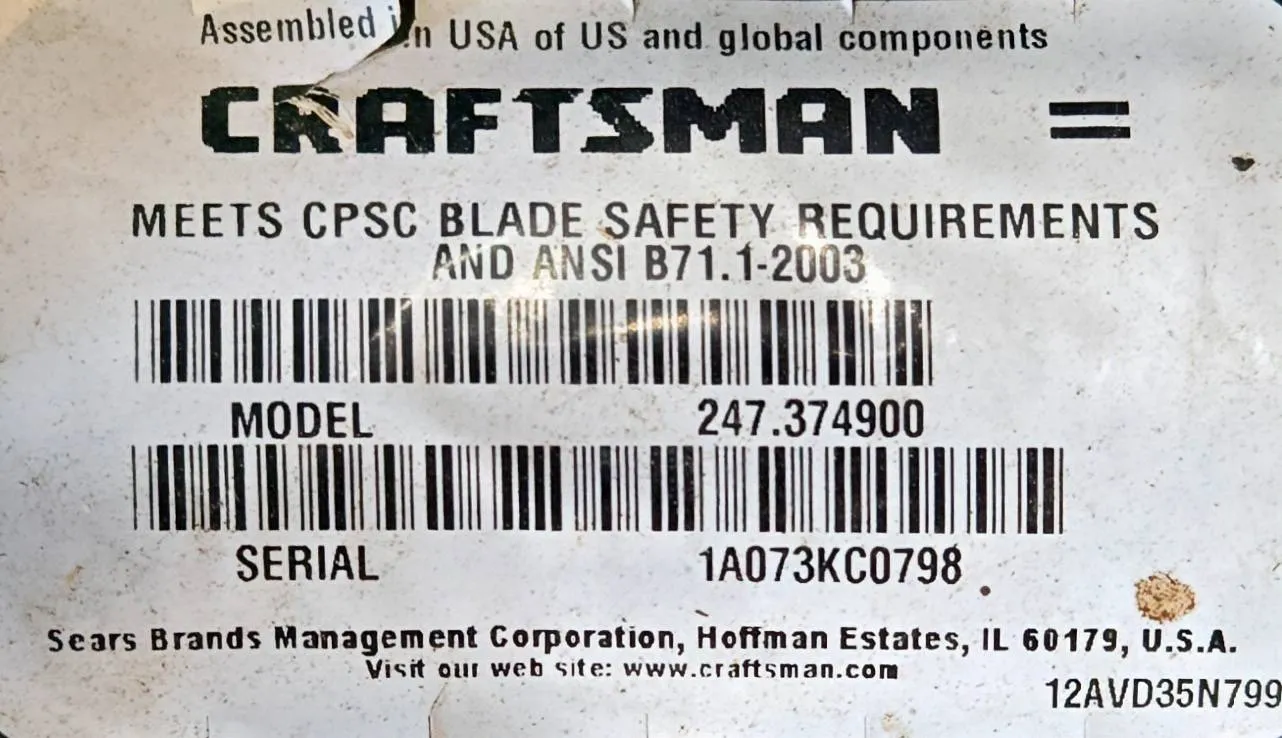 Assembled in USA of US and global components
CRAFTSMAN =
MEETS CPSC BLADE SAFETY REQUIREMENTS
AND ANSI B71.1-2003
MODEL 247.374900
SERIAL 1A073KC0798
Sears Brands Management Corporation, Hoffman Estates, IL 60179, U.S.A.
Visit our web site: www.craftsman.com
12AVD35N799